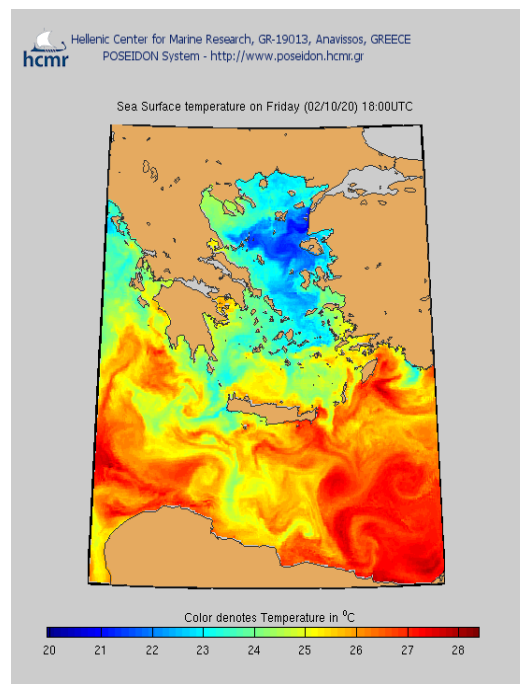 Hellenic Center for Marine Research, GR-19013, Anavissos, GREECE
POSEIDON System - http://www.poseidon.hcmr.gr
hcmr
Sea Surface temperature on Friday (02/10/20) 18:00UTC
Color denotes Temperature in ⁰C
20 21 22 23 24 25 26 27 28